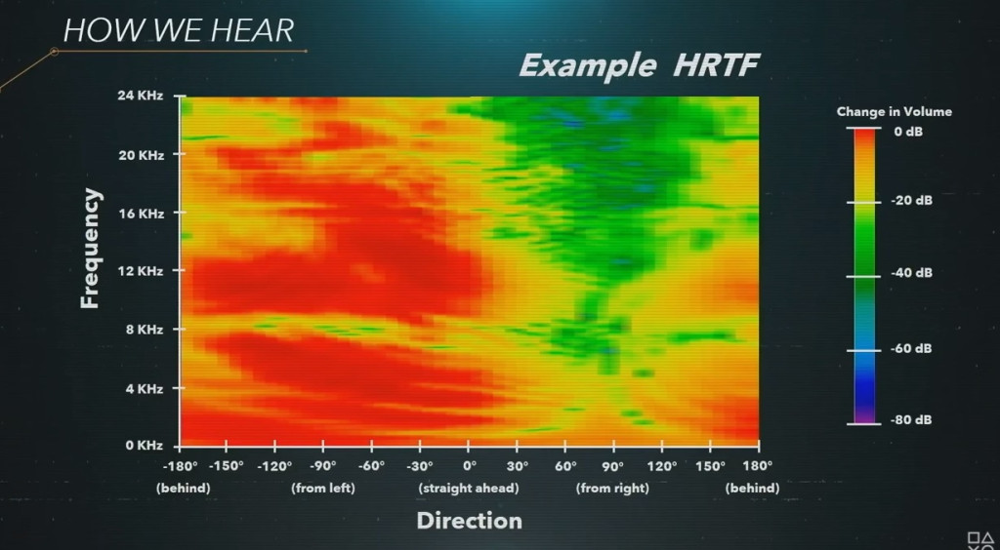 HOW WE HEAR
Example HRTF
Change in Volume
0 dB
-20 dB
-40 dB
-60 dB
-80 dB
Frequency
24 KHz
20 KHz
16 KHz
12 KHz
8 KHz
4 KHz
0 KHz
-180° -150° -120° -90° -60° -30° 0° 30° 60° 90° 120° 150° 180°
(behind) (from left) (straight ahead) (from right) (behind)
Direction